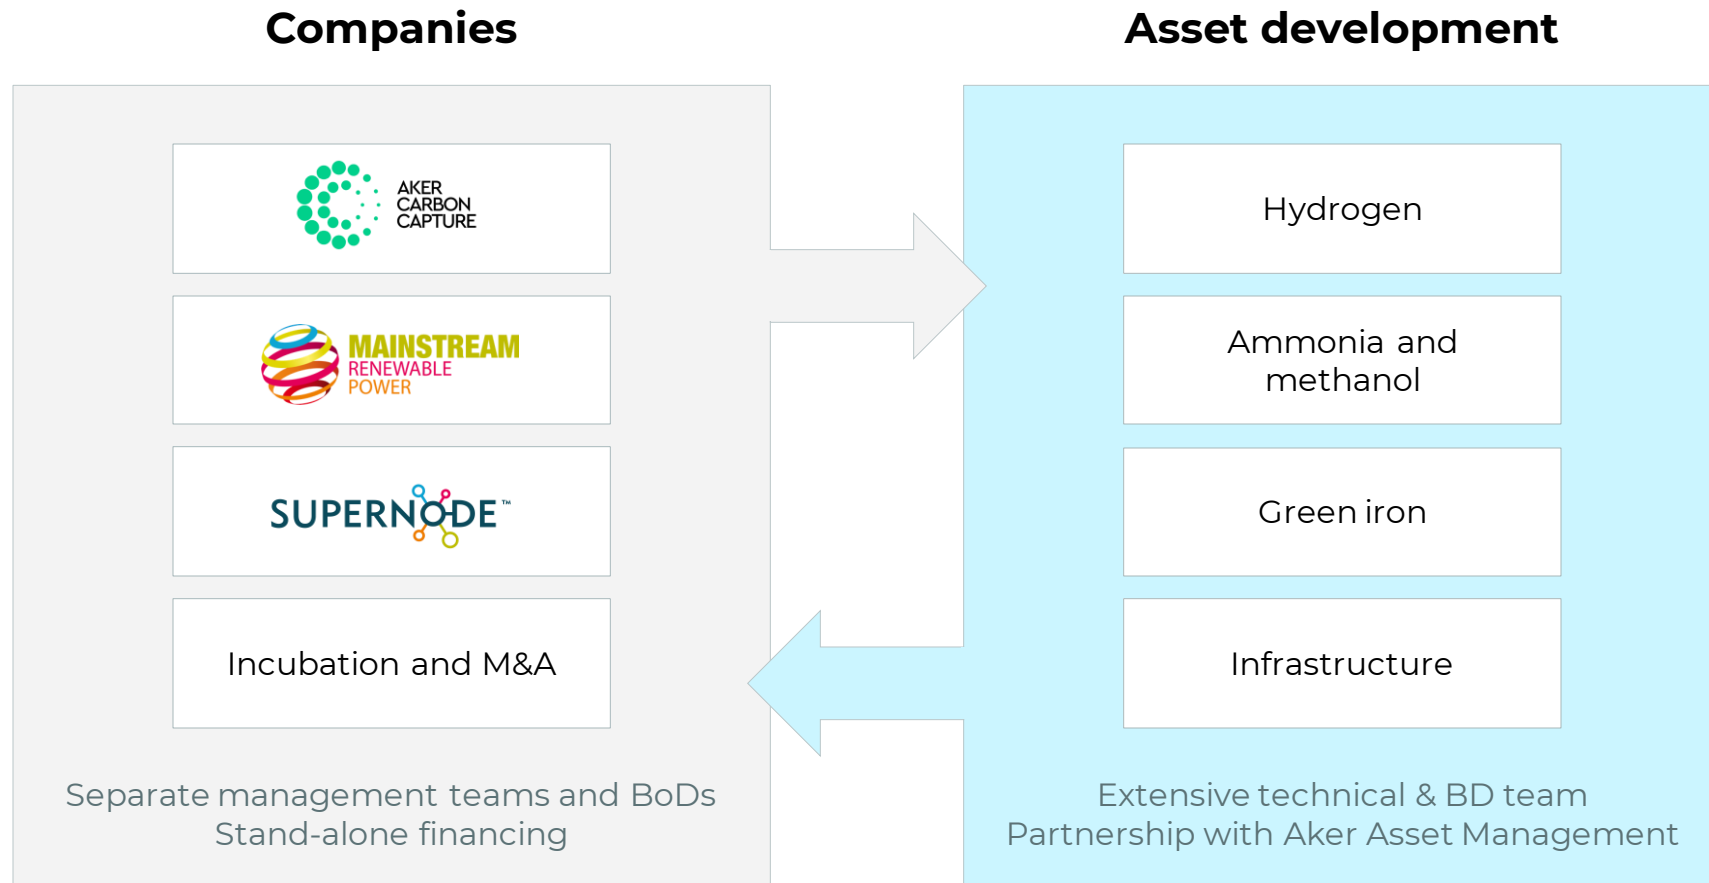 Companies
Asset development
AKER
CARBON
CAPTURE
MAINSTREAM
RENEWABLE
POWER
SUPERNODE™
Incubation and M&A
Separate management teams and BoDs
Stand-alone financing
Hydrogen
Ammonia and
methanol
Green iron
Infrastructure
Extensive technical & BD team
Partnership with Aker Asset Management